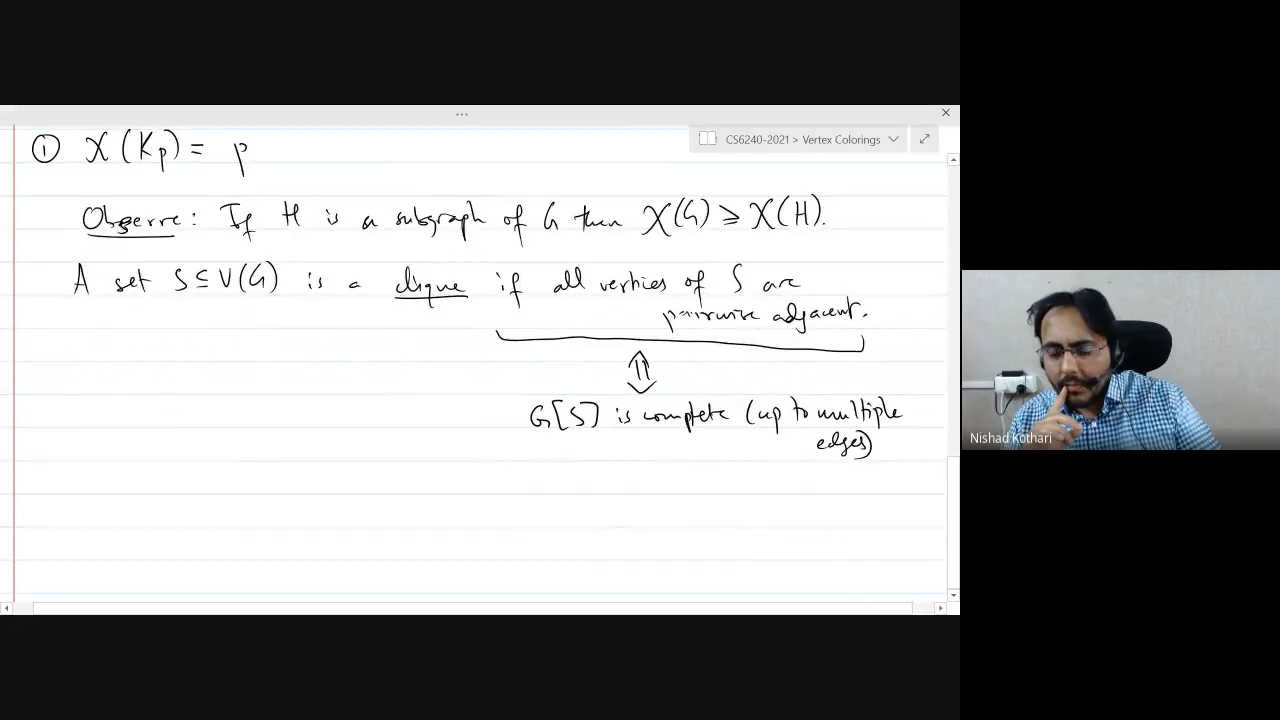 CS6240-2021 > Vertex Colorings
① χ(Kp) = p
Observe: If H is a subgraph of G then χ(G) ⩾ χ(H).
A set S ⊆ V(G) is a clique if all vertices of S are
pairwise adjacent.
⇕
G[S] is complete (up to multiple
edges)
Nishad Kothari